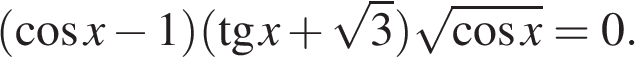 (cos x − 1)(tg x + √3)√cos x = 0.